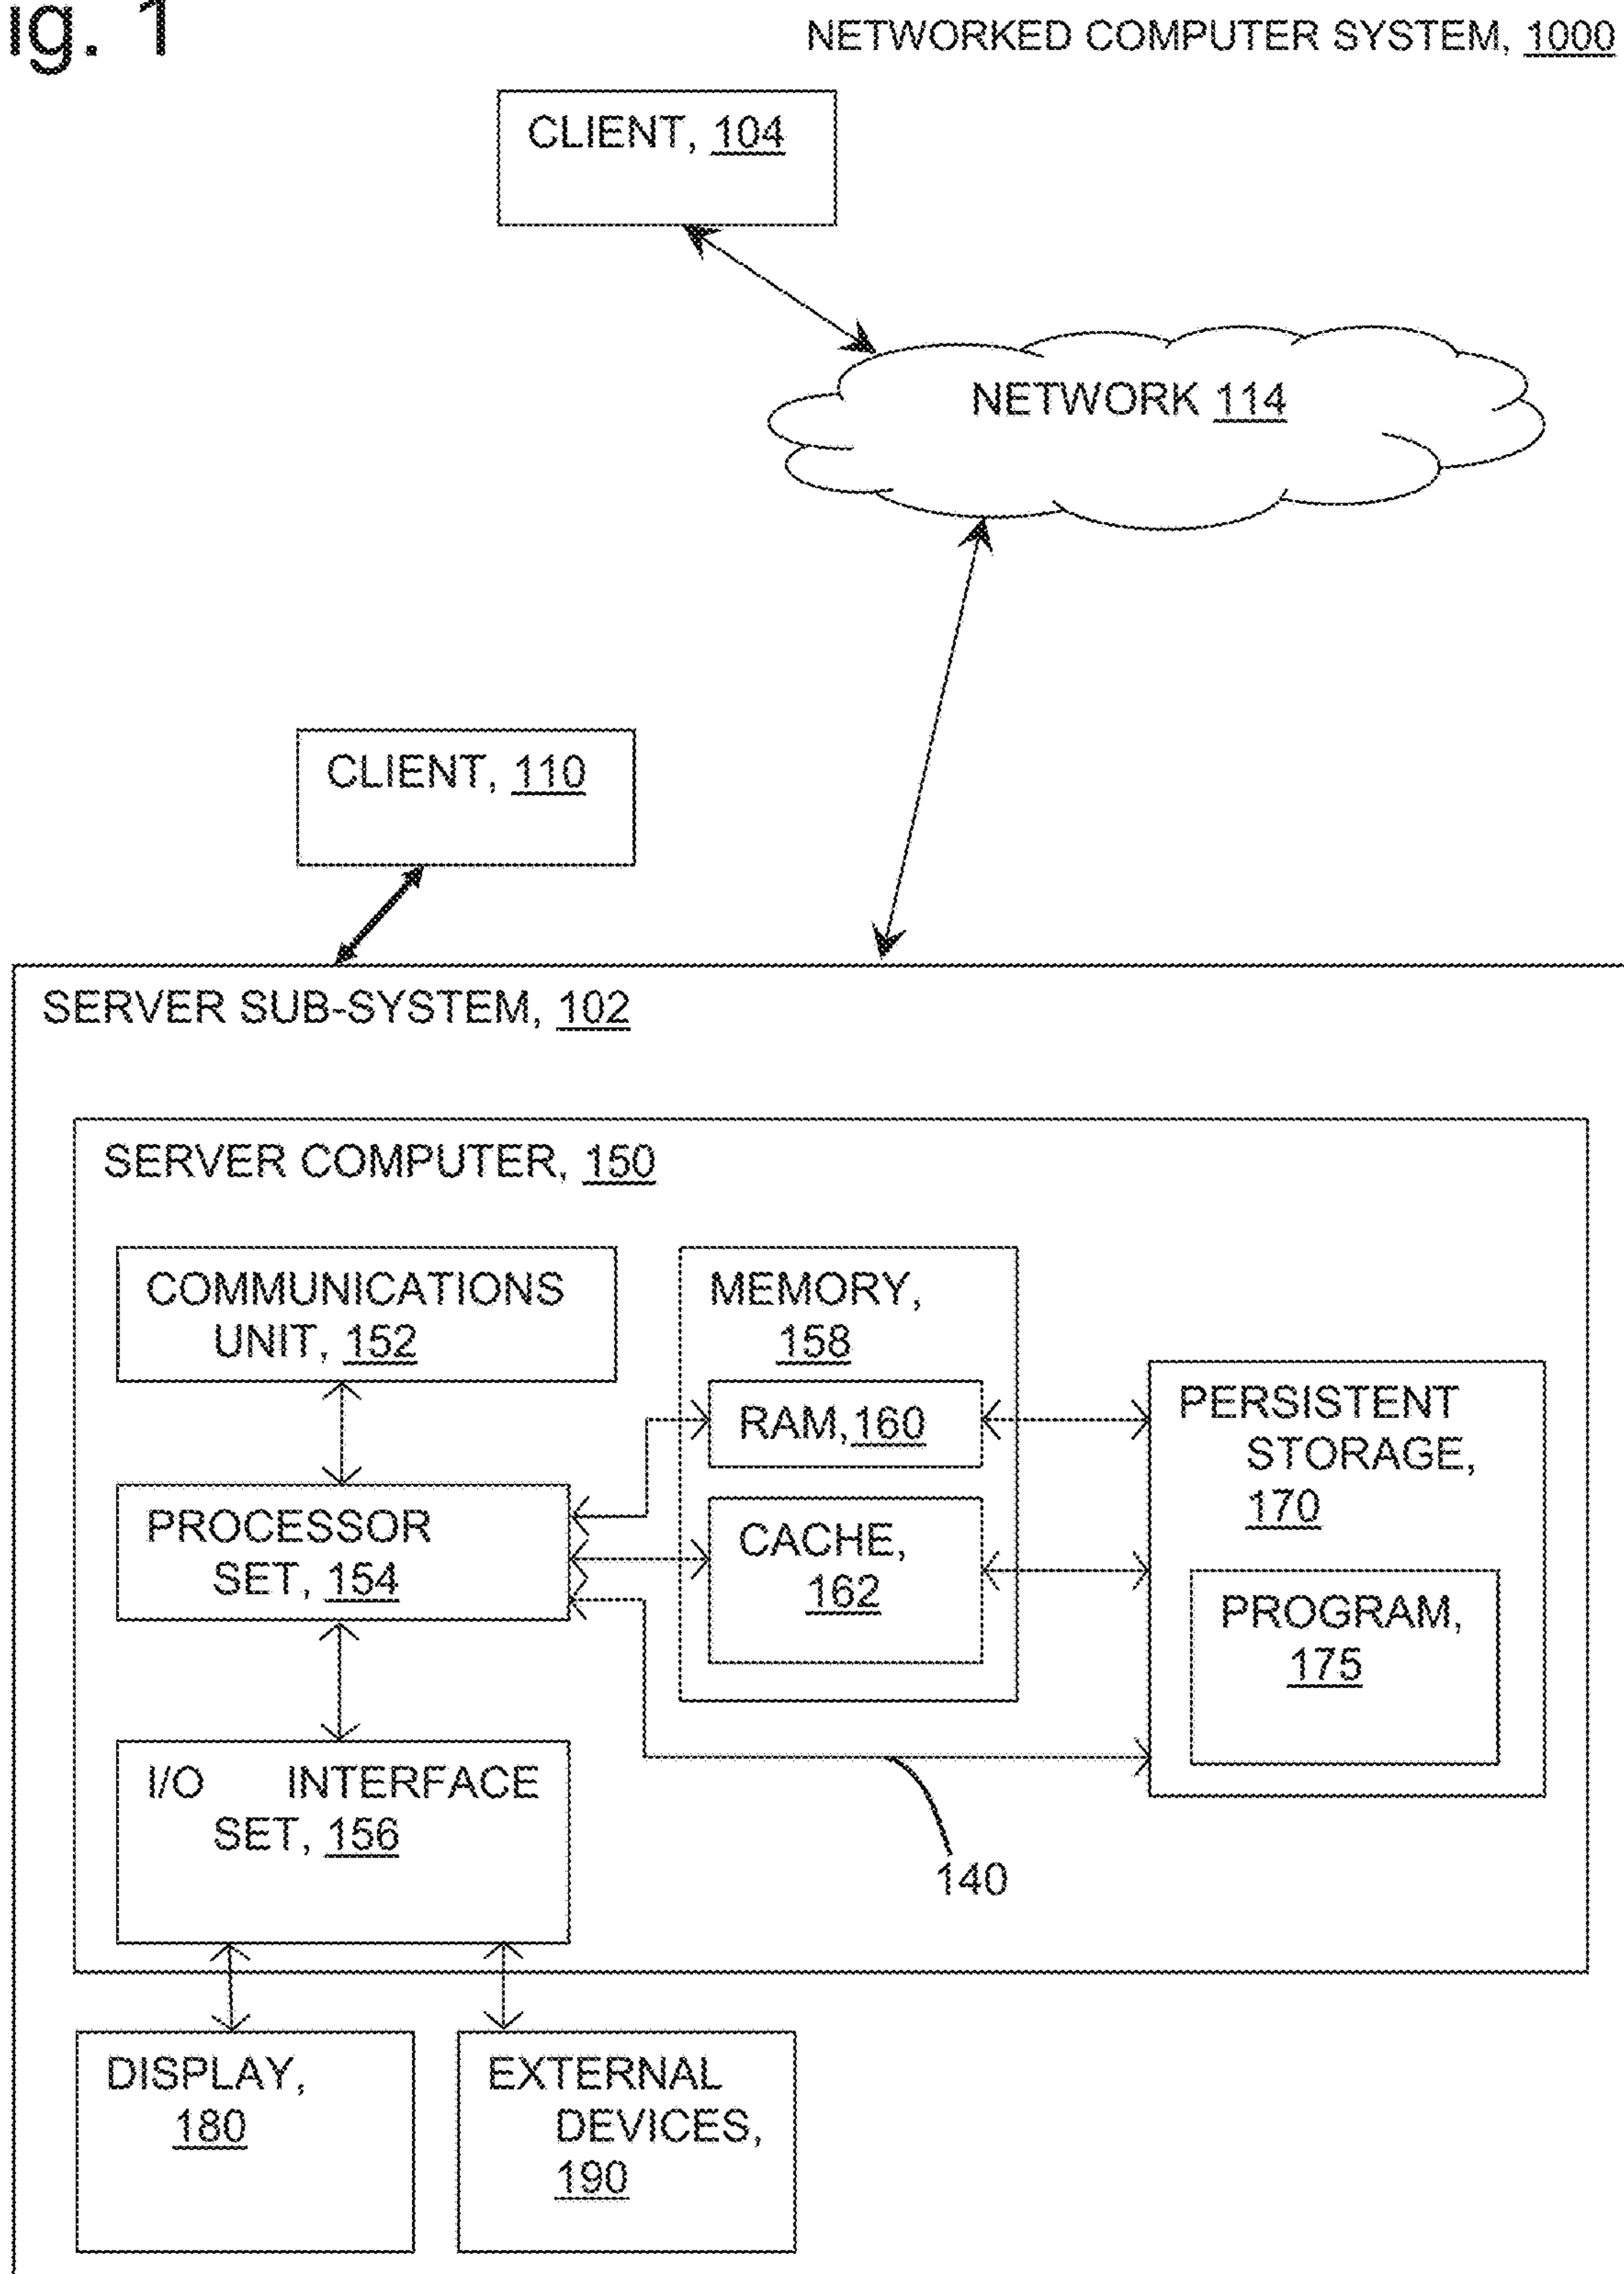 ig. 1
NETWORKED COMPUTER SYSTEM, 1000
CLIENT, 104
NETWORK 114
CLIENT, 110
SERVER SUB-SYSTEM, 102
SERVER COMPUTER, 150
COMMUNICATIONS
UNIT, 152
MEMORY,
158
RAM,160
PERSISTENT
STORAGE,
170
PROCESSOR
SET, 154
CACHE,
162
PROGRAM,
175
I/O INTERFACE
SET, 156
140
DISPLAY,
180
EXTERNAL
DEVICES,
190